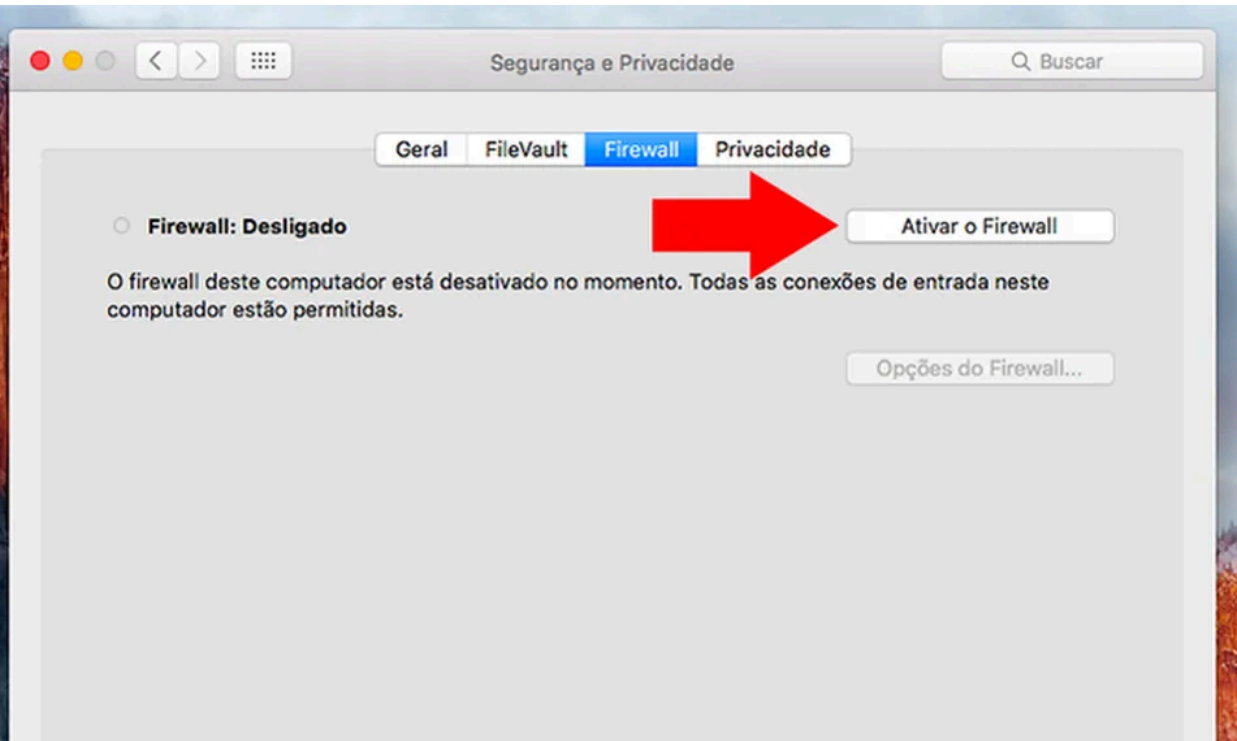 Segurança e Privacidade
Buscar
Geral
FileVault
Firewall
Privacidade
Firewall: Desligado
Ativar o Firewall
O firewall deste computador está desativado no momento. Todas as conexões de entrada neste
computador estão permitidas.
Opções do Firewall...